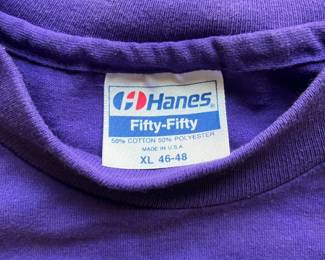 Hanes
Fifty-Fifty
50% COTTON 50% POLYESTER
MADE IN U.S.A.
XL 46-48